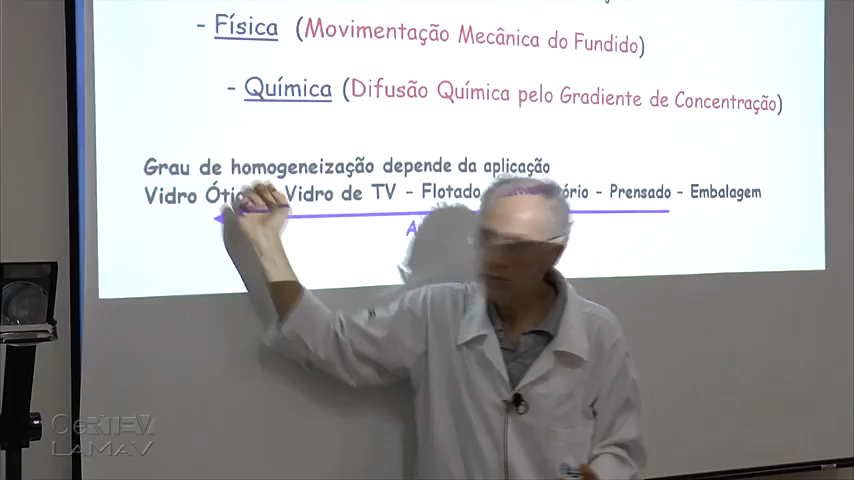 - Física (Movimentação Mecânica do Fundido)
- Química (Difusão Química pelo Gradiente de Concentração)
Grau de homogeneização depende da aplicação
Vidro Vidro de TV - Flotado - Prensado - Embalagem
CeRTEV
LAMAV